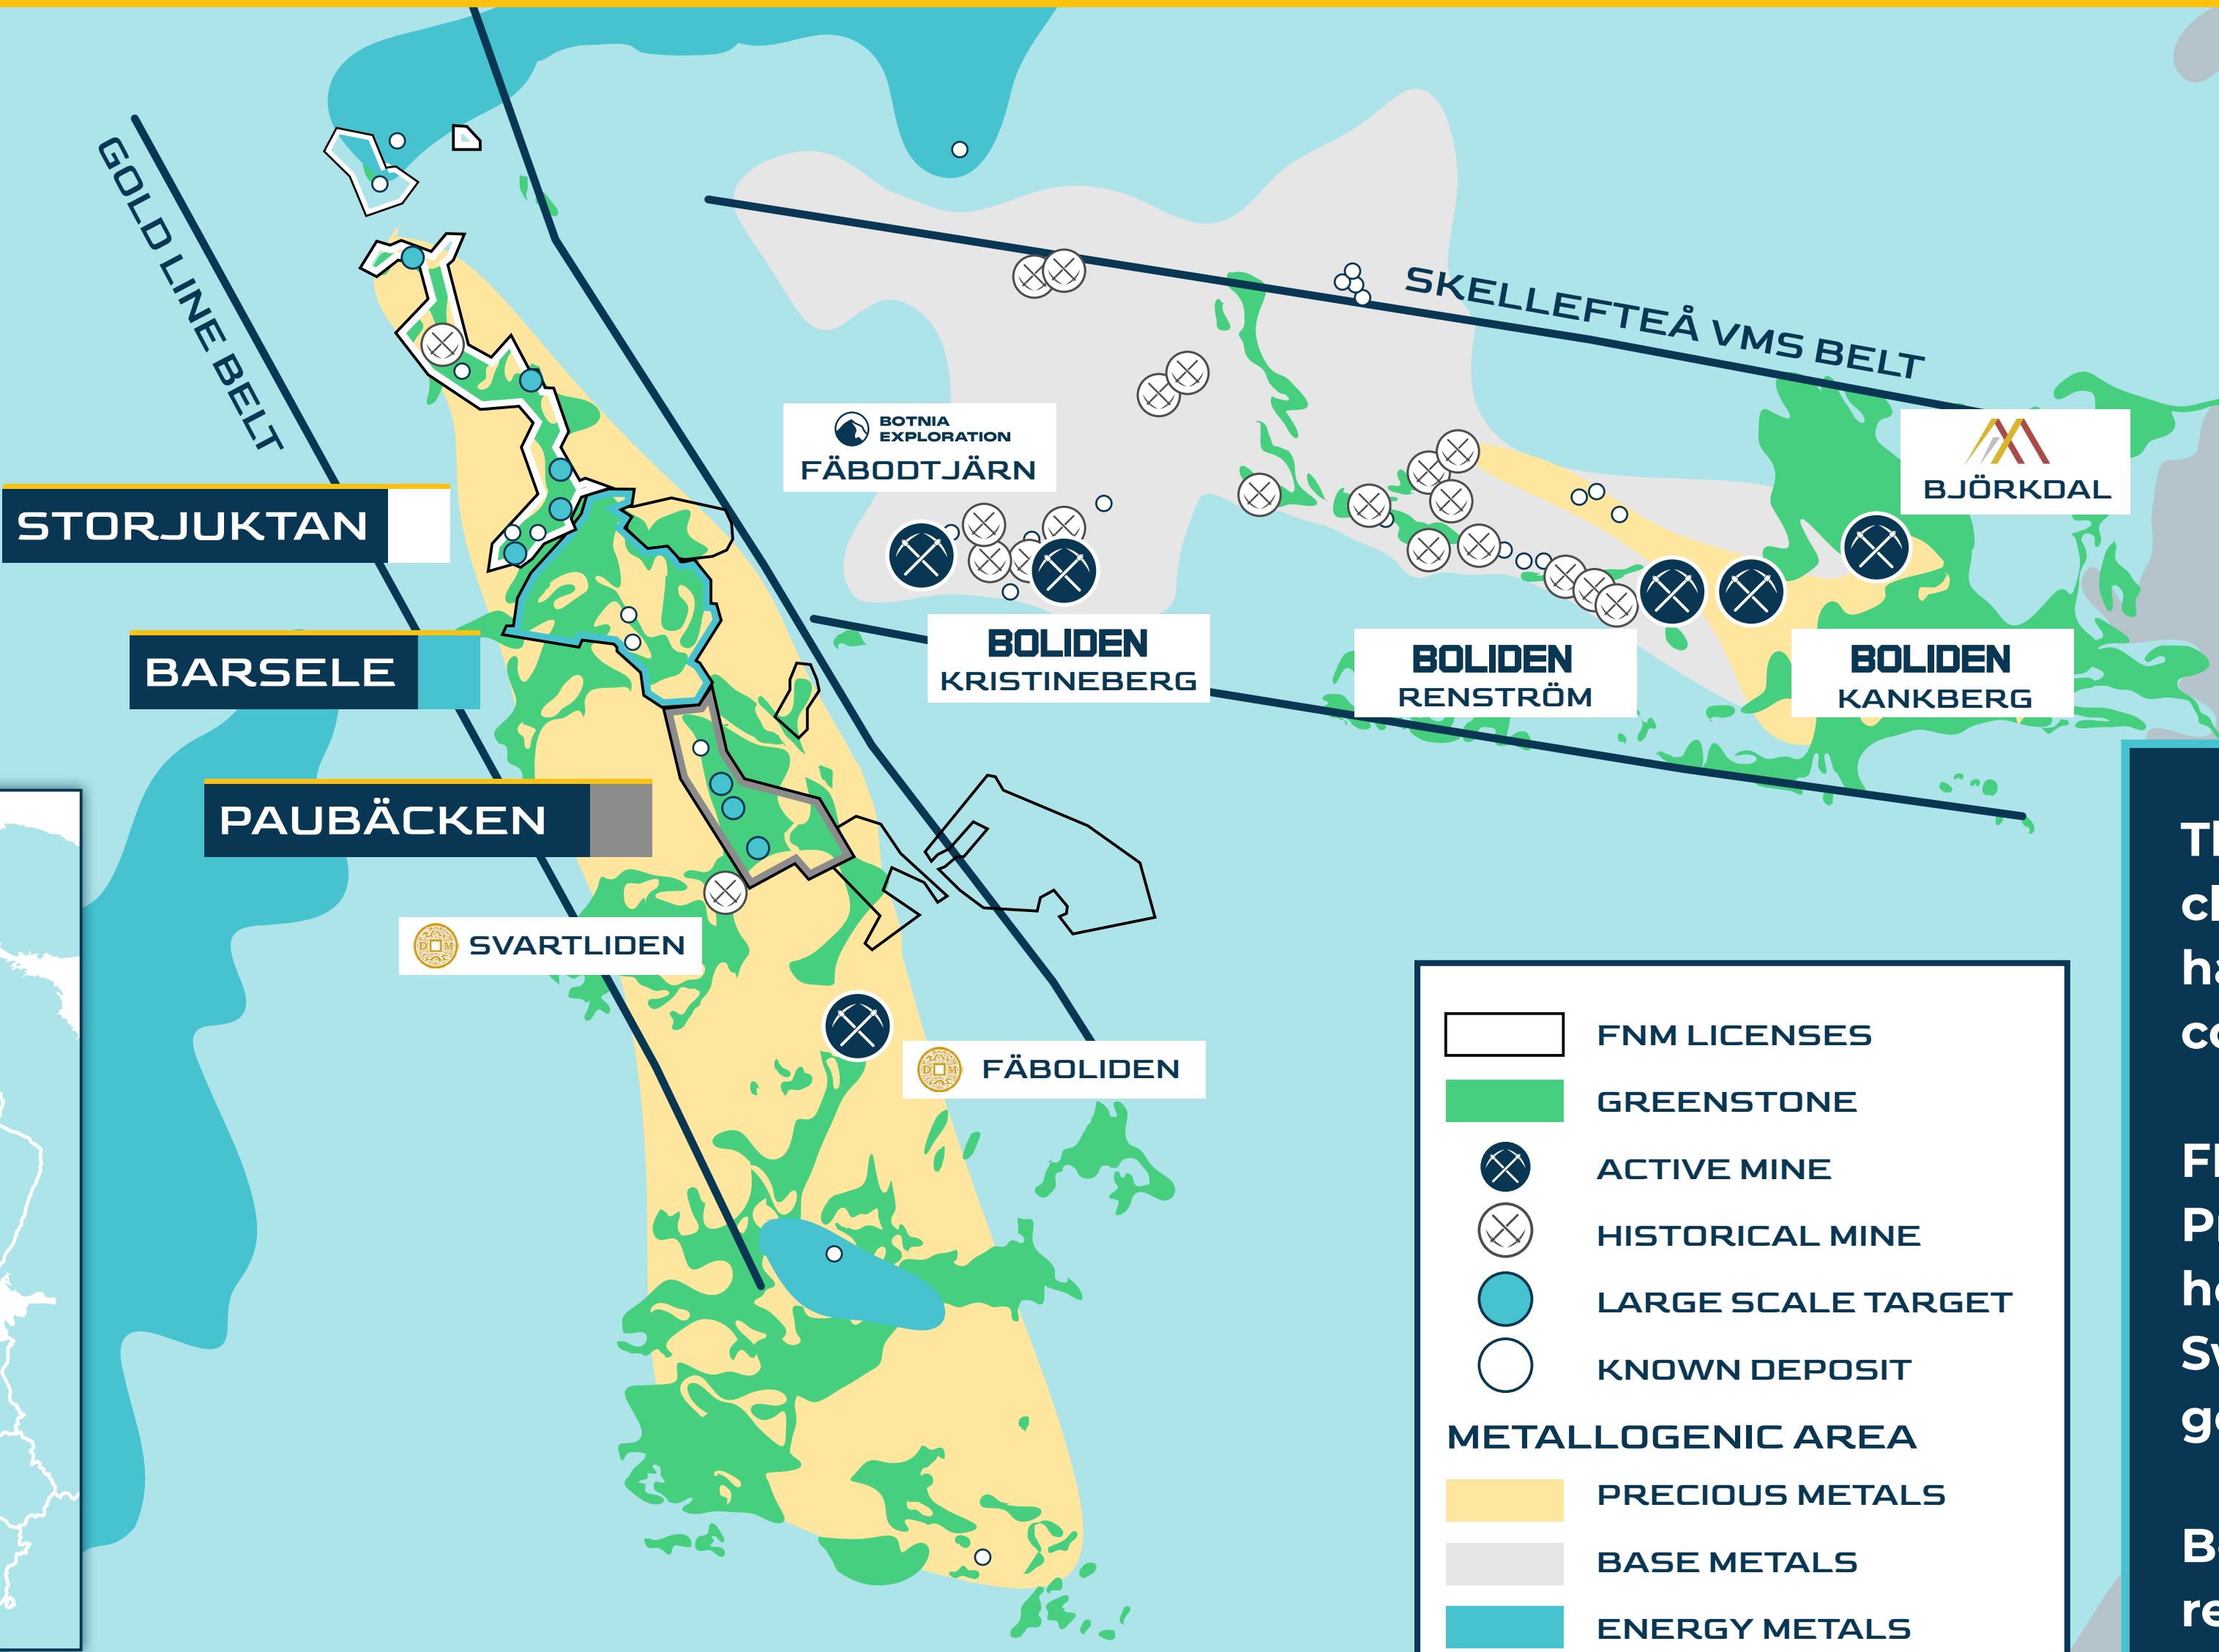 GOLD LINE BELT
SKELLEFTEÅ VMS BELT
BOTNIA
EXPLORATION
FÄBODTJÄRN
BJÖRKDAL
STORJUKTAN
BARSELE
BOLIDEN
KRISTINEBERG
BOLIDEN
RENSTRÖM
BOLIDEN
KANKBERG
PAUBÄCKEN
D M SVARTLIDEN
D M FÄBOLIDEN
FNM LICENSES
GREENSTONE
ACTIVE MINE
HISTORICAL MINE
LARGE SCALE TARGET
KNOWN DEPOSIT
METALLOGENIC AREA
PRECIOUS METALS
BASE METALS
ENERGY METALS